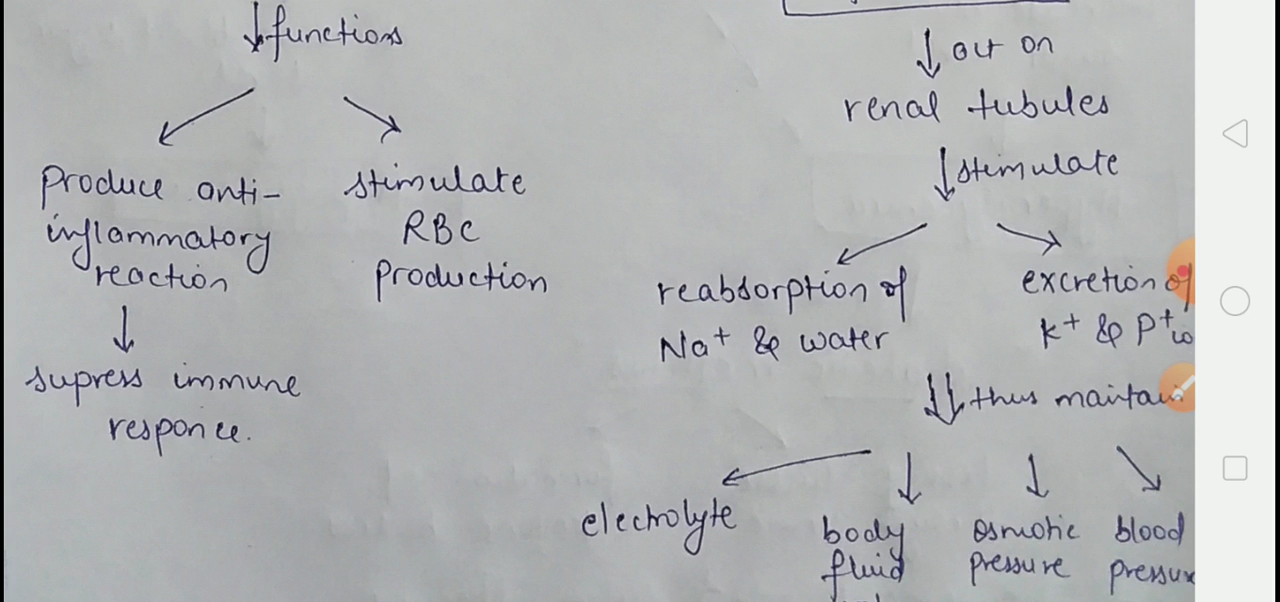 functions
Produce anti-
inflammatory
reaction
supress immune
responce.
stimulate
RBC
Production
act on
renal tubules
stimulate
reabsorption of
Na+ & water
excretion of
K+ & P+
thus maintain
electrolyte
body
fluid
osmotic
pressure
blood
pressure